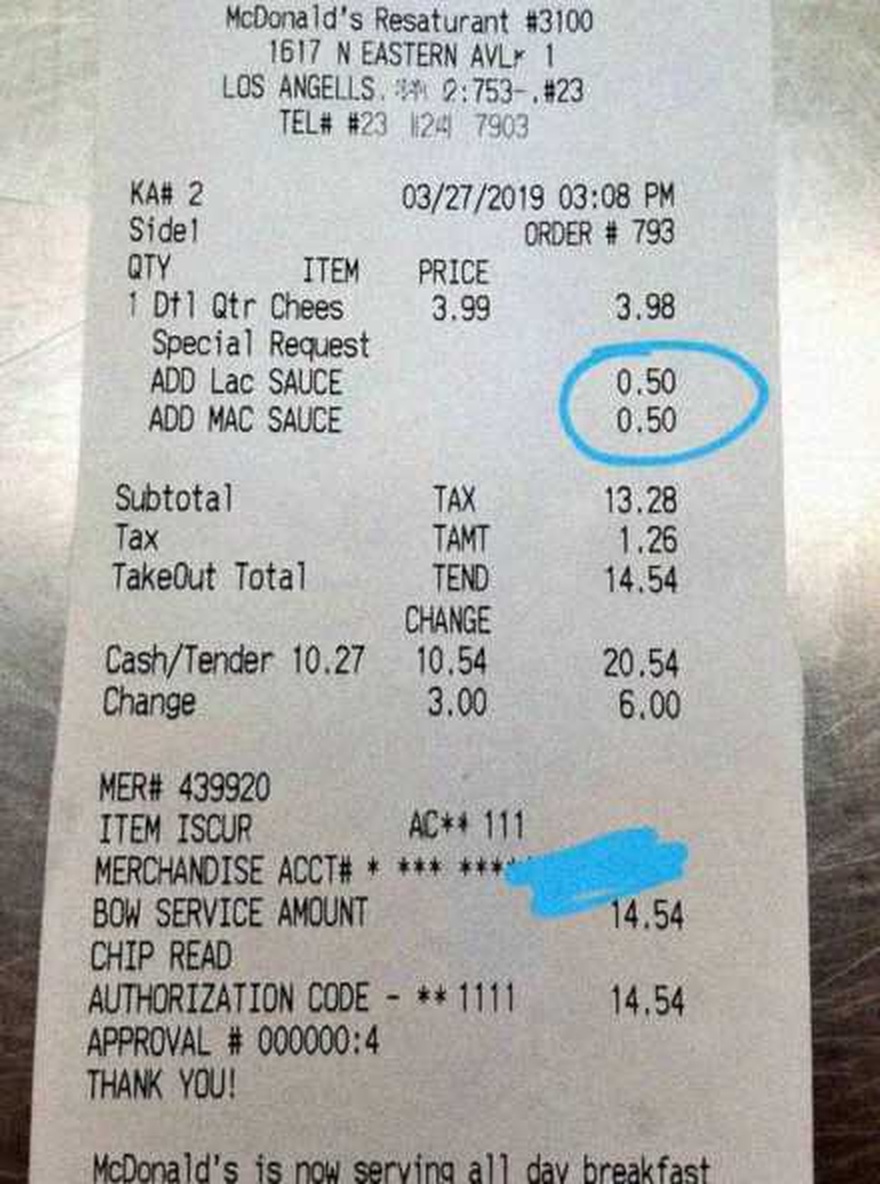 McDonald's Resaturant #3100
1617 N EASTERN 1
LOS ANGELLS. #23
TEL# #23 7903
KA# 2 03/27/2019 03:08 PM
Side1 ORDER # 793
QTY ITEM PRICE
1 Dtl Qtr Chees 3.99 3.98
Special Request
ADD Lac SAUCE 0.50
ADD MAC SAUCE 0.50
Subtotal TAX 13.28
Tax TAMT 1.26
TakeOut Total TEND 14.54
CHANGE
Cash/Tender 10.27 10.54 20.54
Change 3.00 6.00
MER# 439920
ITEM ISCUR AC** 111
MERCHANDISE ACCT# * *** ****
BOW SERVICE AMOUNT 14.54
CHIP READ
AUTHORIZATION CODE - ** 1111 14.54
APPROVAL # 000000:4
THANK YOU!
McDonald's is now serving all day breakfast